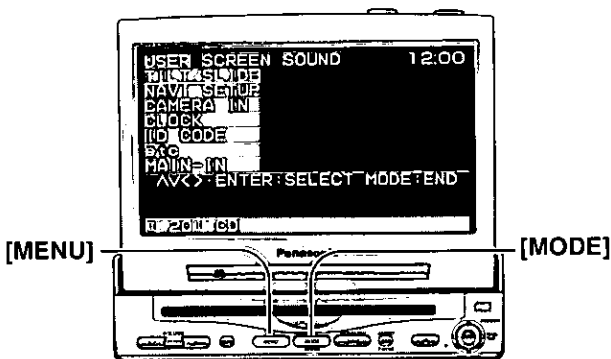 USER SCREEN SOUND 12:00
TILT&SLIDE
NAVI SETUP
CAMERA IN
CLOCK
ID CODE
etc
MAIN-IN
∧∨<>:ENTER:SELECT MODE:END
CD
[MENU] Panasonic [MODE]